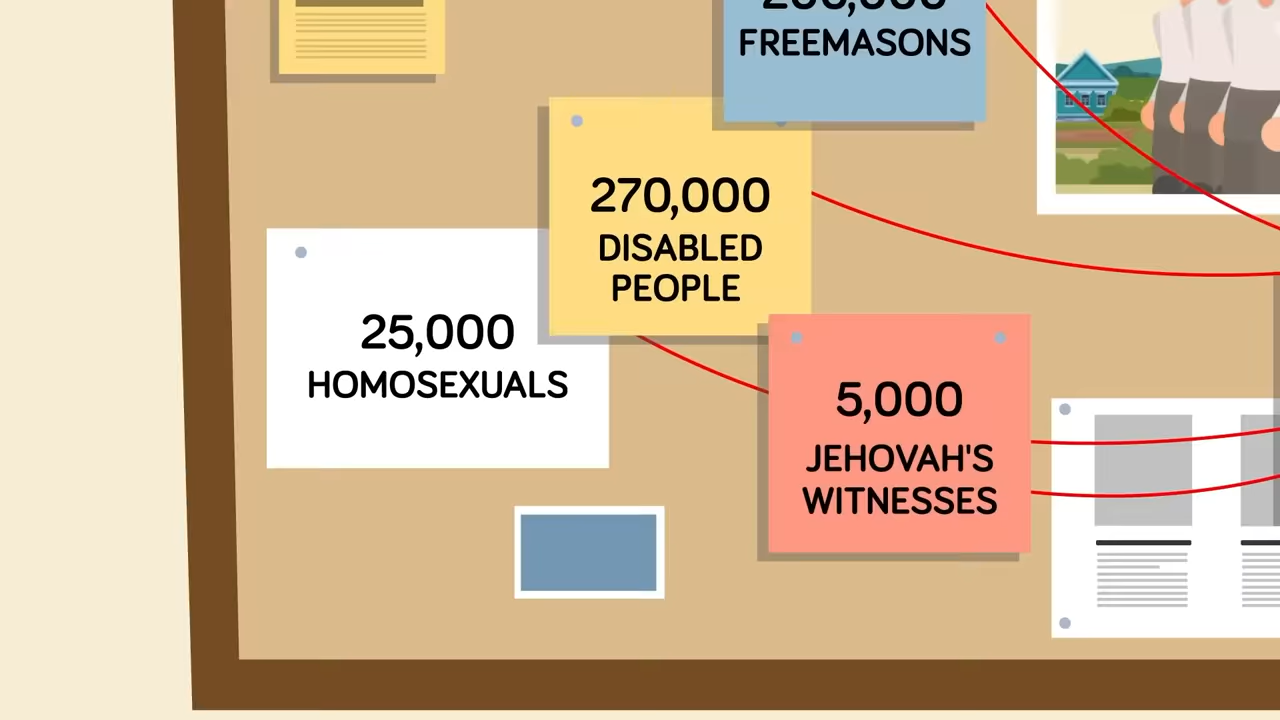 FREEMASONS
270,000
DISABLED
PEOPLE
25,000
HOMOSEXUALS
5,000
JEHOVAH'S
WITNESSES